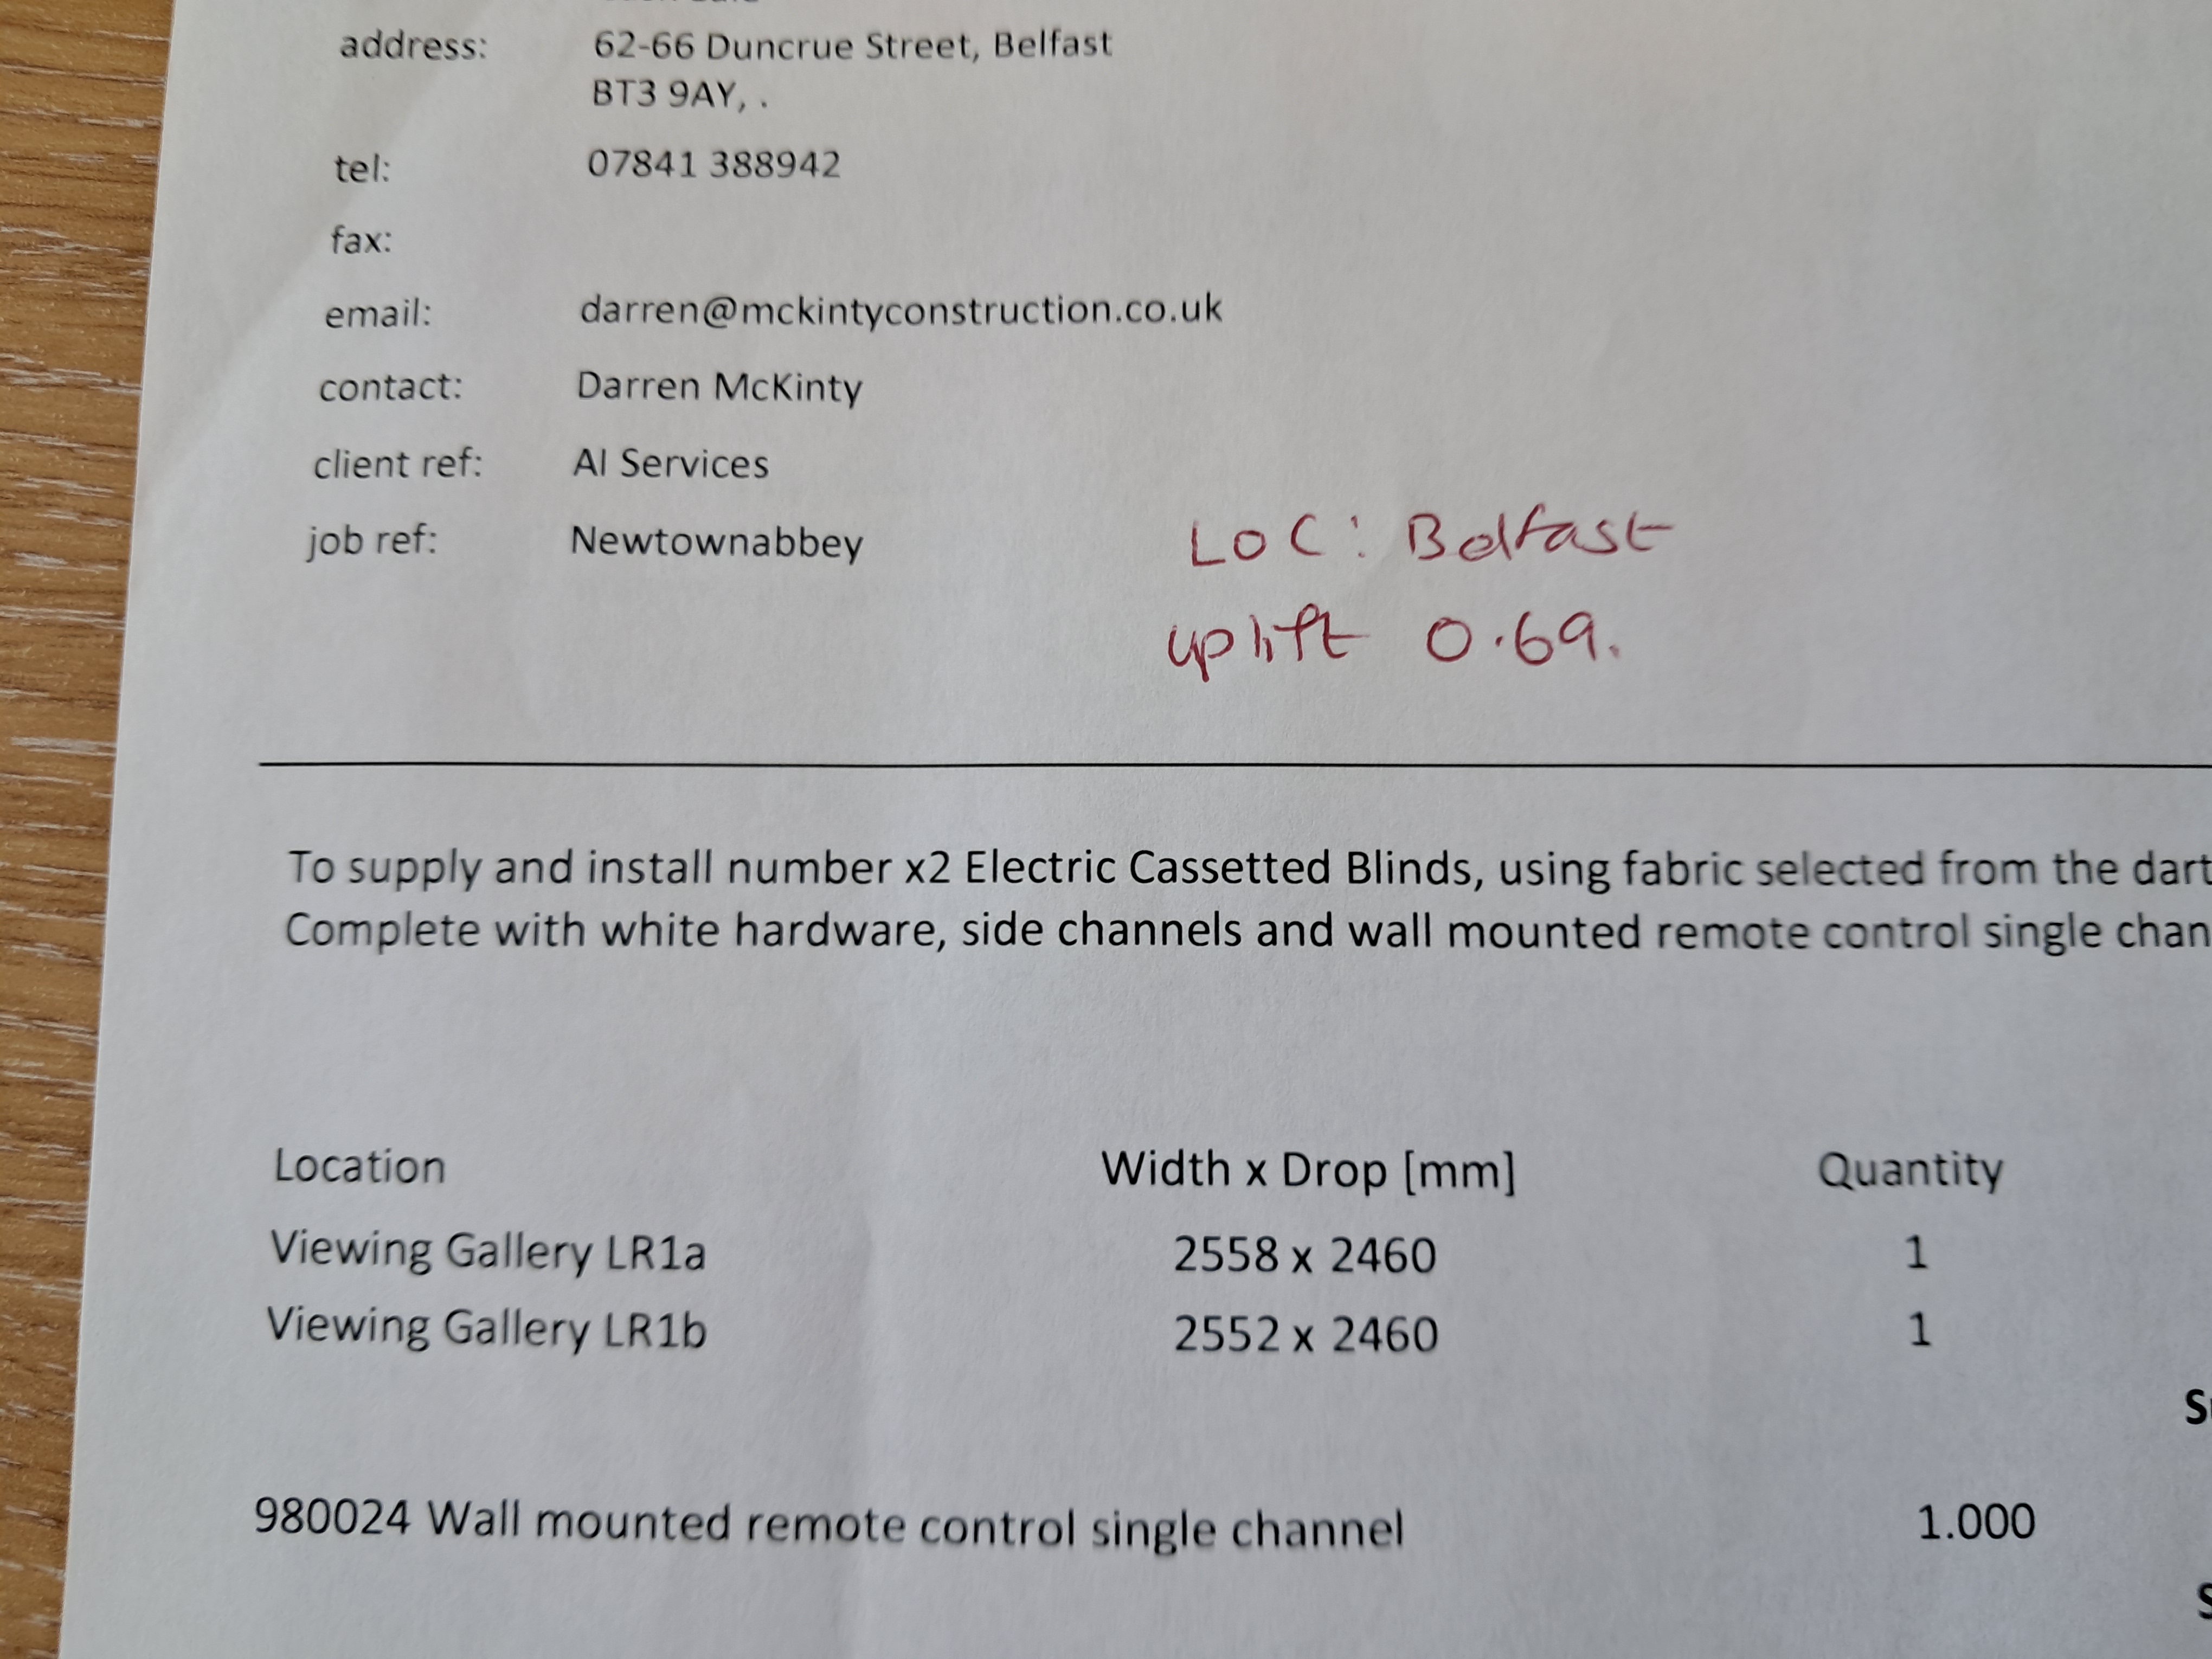 address: 62-66 Duncrue Street, Belfast
BT3 9AY, .
tel: 07841 388942
fax:
email: darren@mckintyconstruction.co.uk
contact: Darren McKinty
client ref: AI Services
job ref: Newtownabbey
LOC: Belfast
uplift 0.69.
To supply and install number x2 Electric Cassetted Blinds, using fabric selected from the dart
Complete with white hardware, side channels and wall mounted remote control single chan
Location Width x Drop [mm] Quantity
Viewing Gallery LR1a 2558 x 2460 1
Viewing Gallery LR1b 2552 x 2460 1
980024 Wall mounted remote control single channel 1.000